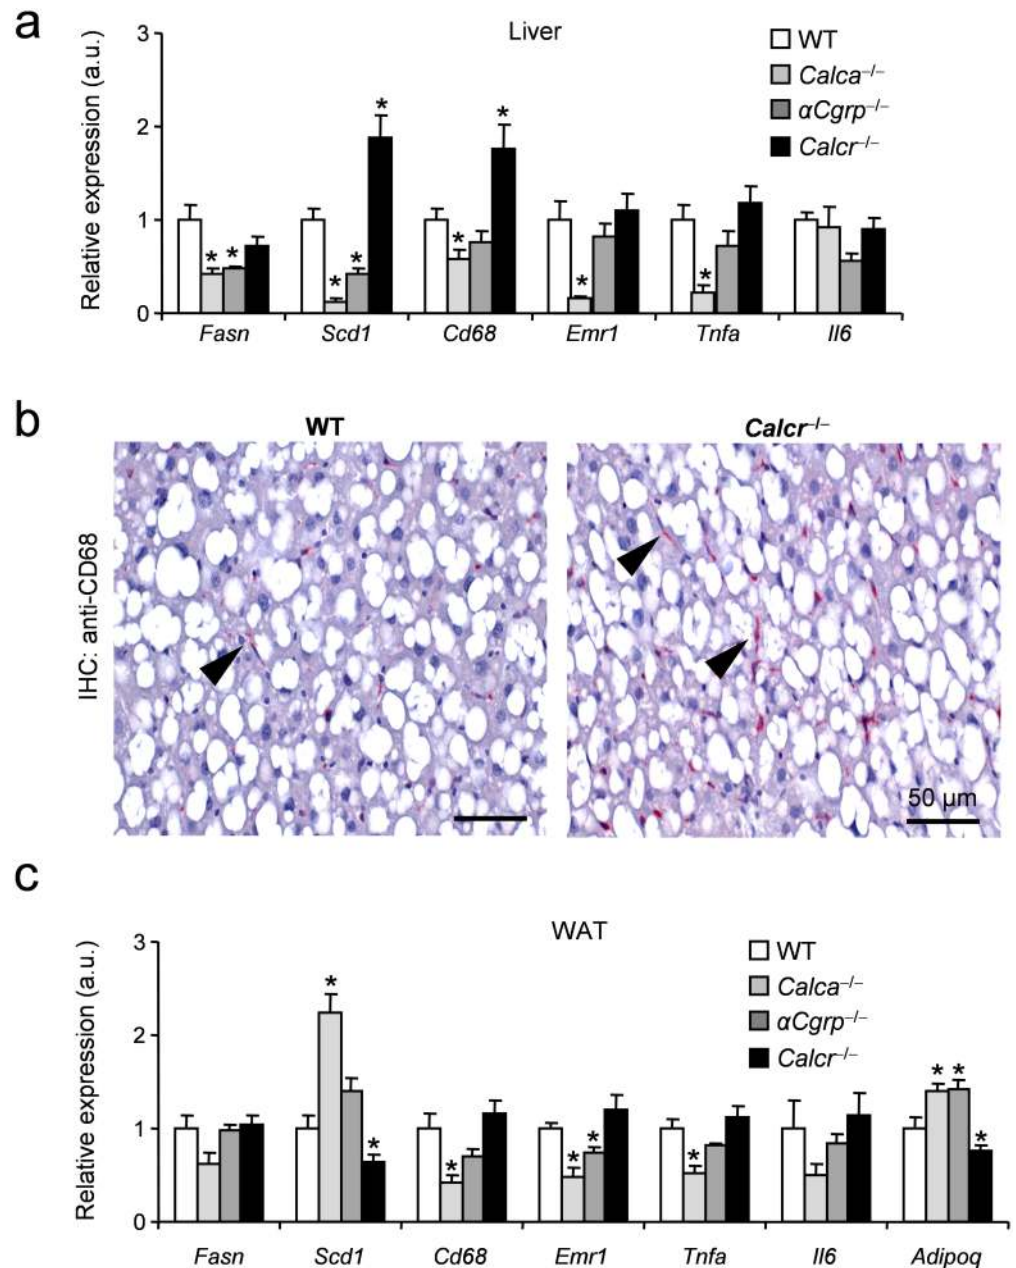 a
Liver
Relative expression (a.u.)
3
2
1
0
WT
Calca–/–
αCgrp–/–
Calcr–/–
* * * * * * * *
Fasn Scd1 Cd68 Emr1 Tnfa Il6
b
WT Calcr–/–
IHC: anti-CD68
50 µm
c
WAT
Relative expression (a.u.)
3
2
1
0
WT
Calca–/–
αCgrp–/–
Calcr–/–
* * * * * * * * *
Fasn Scd1 Cd68 Emr1 Tnfa Il6 Adipoq